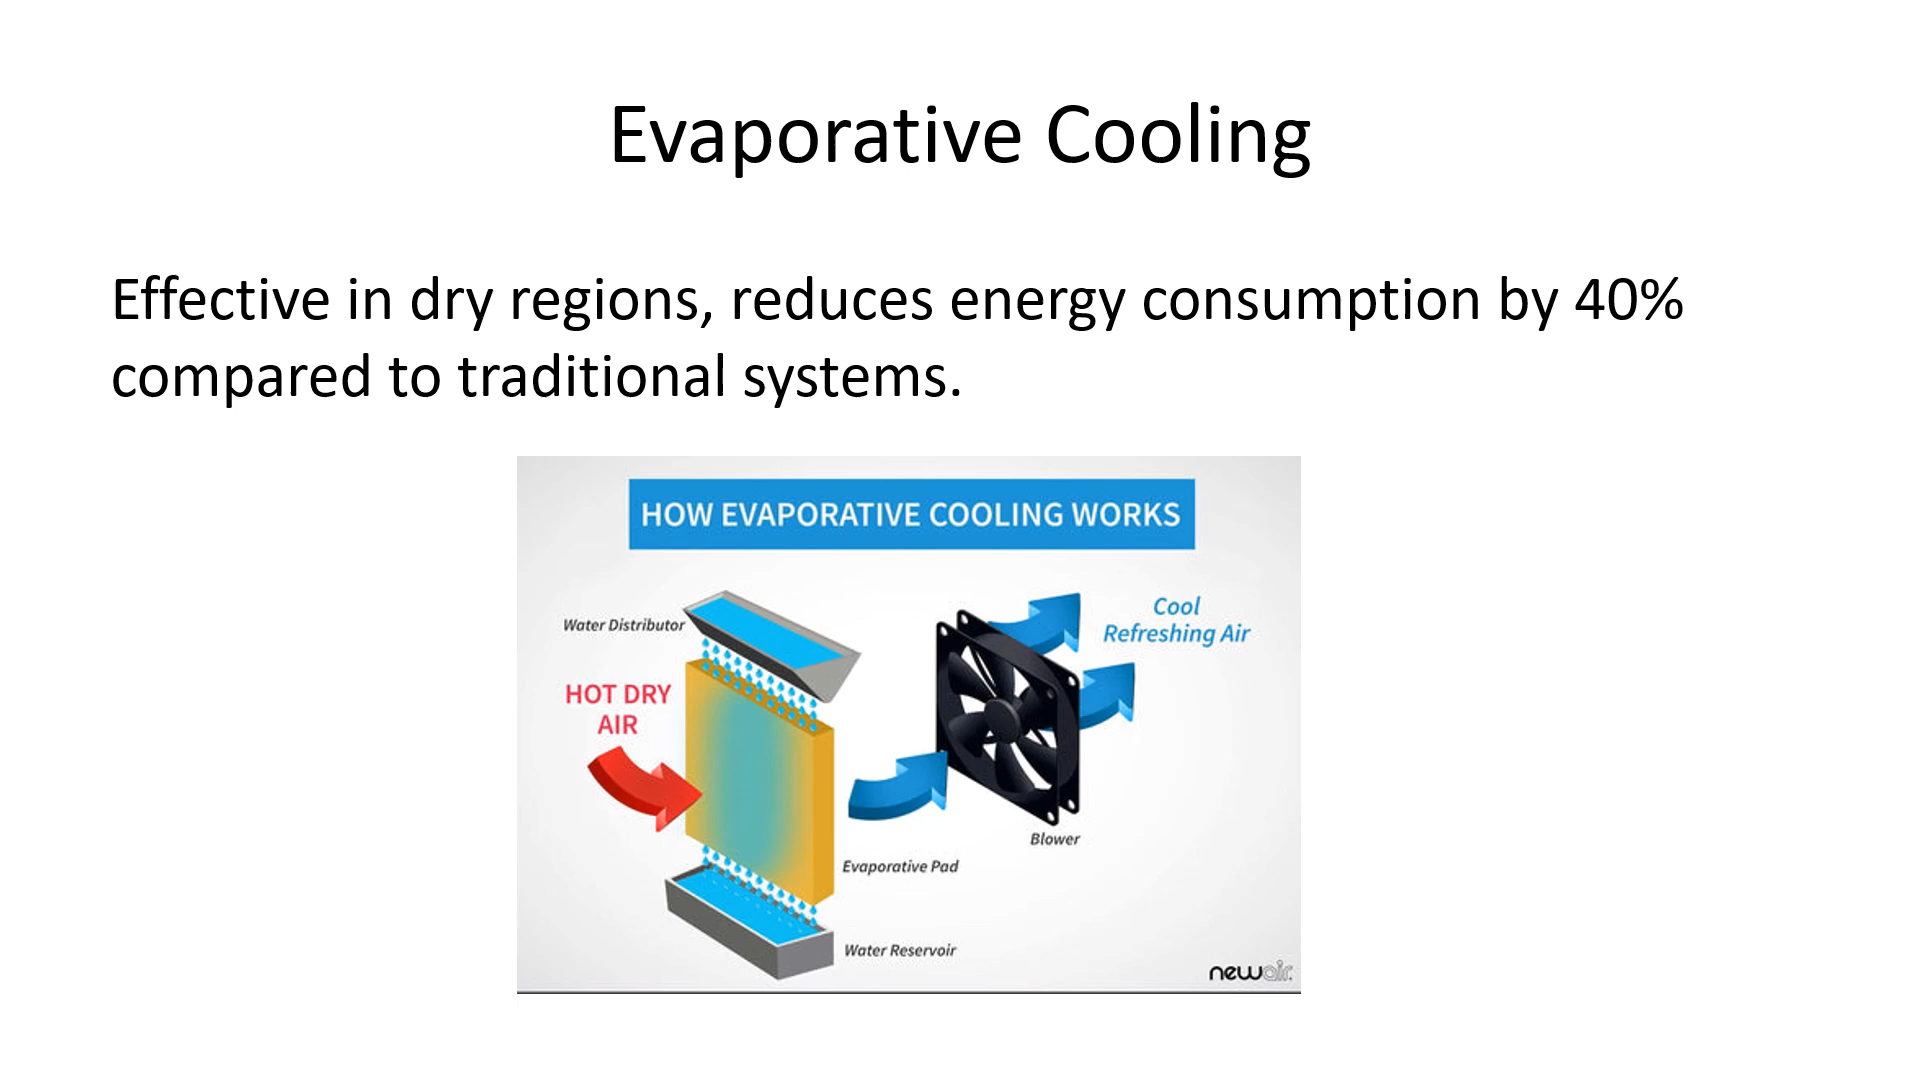 Evaporative Cooling
Effective in dry regions, reduces energy consumption by 40%
compared to traditional systems.
HOW EVAPORATIVE COOLING WORKS
Water Distributor
Cool
Refreshing Air
HOT DRY
AIR
Blower
Evaporative Pad
Water Reservoir
newair